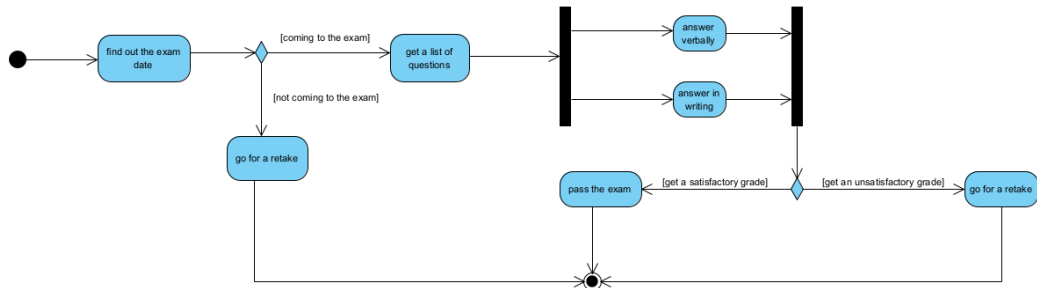 find out the exam
date
[coming to the exam]
get a list of
questions
answer
verbally
answer in
writing
[not coming to the exam]
go for a retake
pass the exam
[get a satisfactory grade]
[get an unsatisfactory grade]
go for a retake